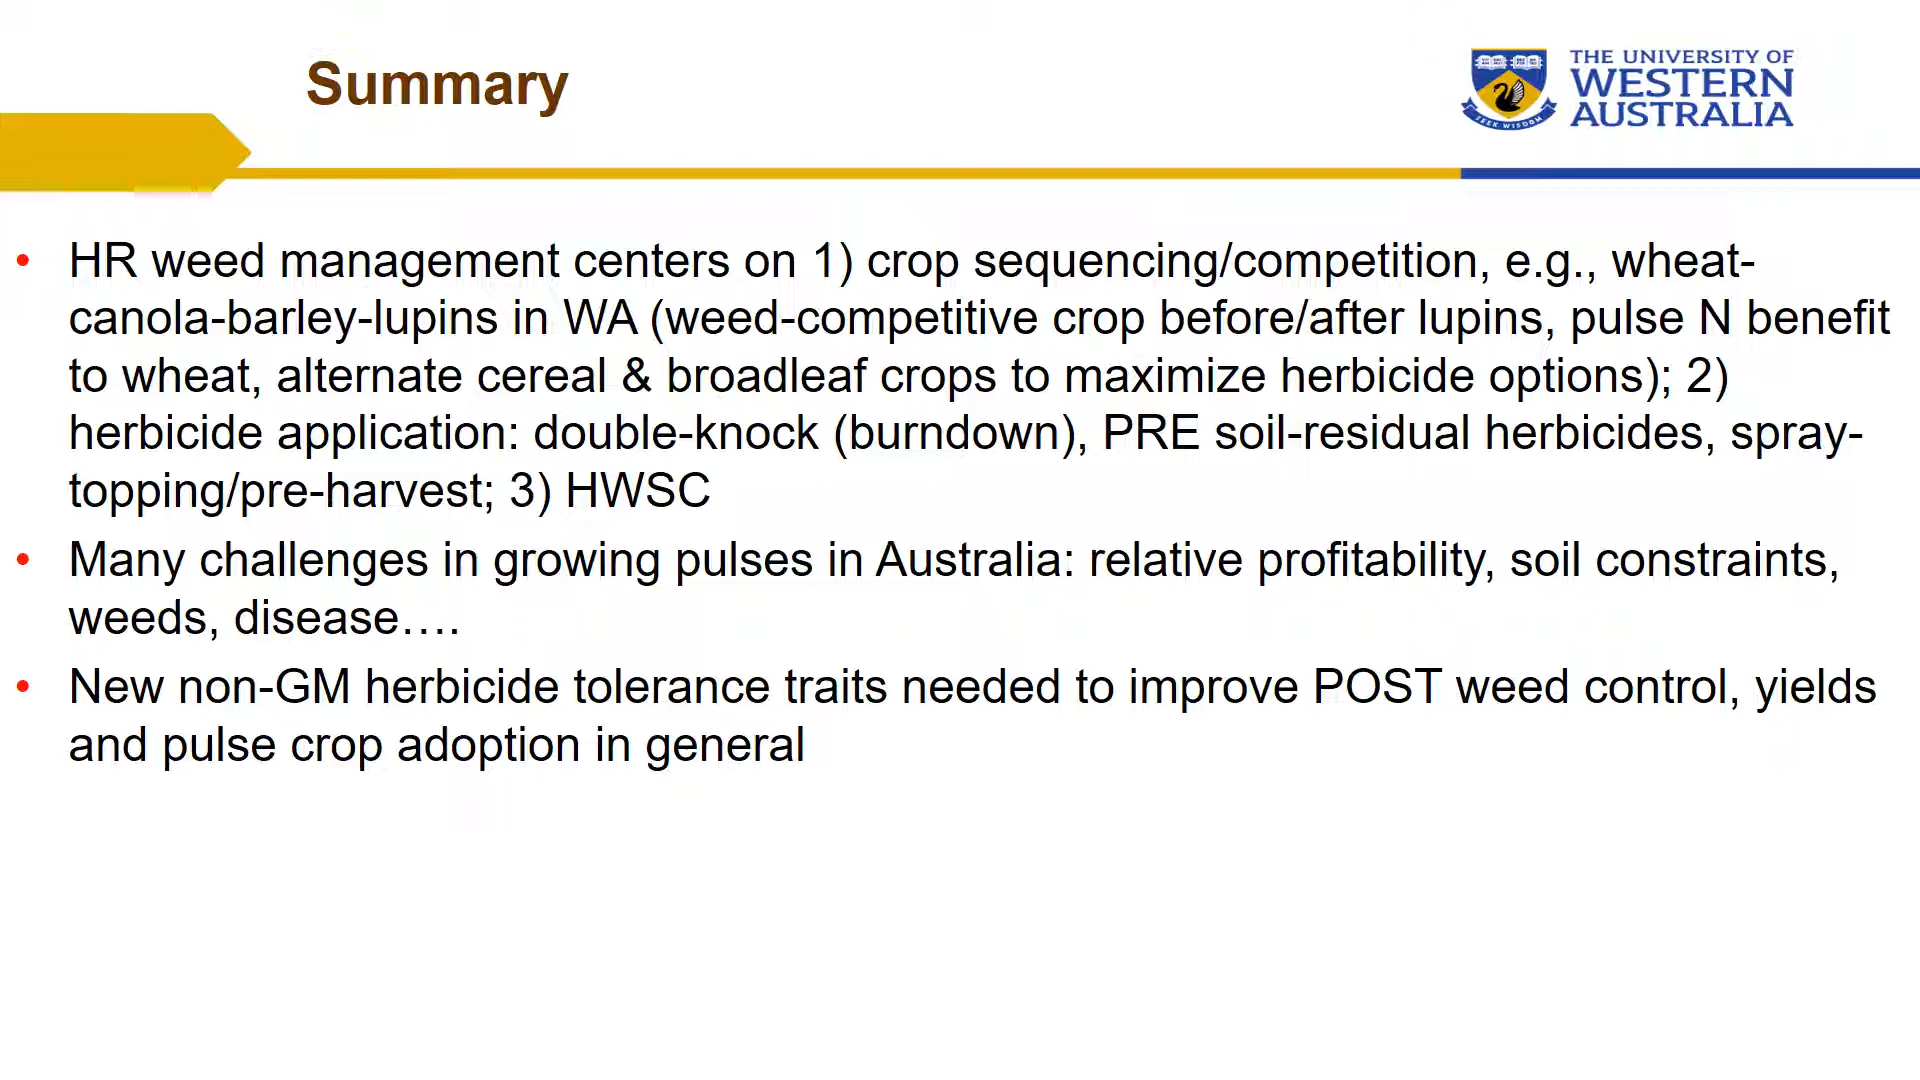 Summary
THE UNIVERSITY OF
WESTERN
AUSTRALIA
SEEK WISDOM
• HR weed management centers on 1) crop sequencing/competition, e.g., wheat-
canola-barley-lupins in WA (weed-competitive crop before/after lupins, pulse N benefit
to wheat, alternate cereal & broadleaf crops to maximize herbicide options); 2)
herbicide application: double-knock (burndown), PRE soil-residual herbicides, spray-
topping/pre-harvest; 3) HWSC
• Many challenges in growing pulses in Australia: relative profitability, soil constraints,
weeds, disease….
• New non-GM herbicide tolerance traits needed to improve POST weed control, yields
and pulse crop adoption in general